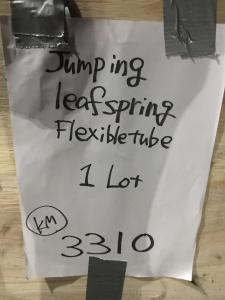 Jumping
leafspring
Flexibletube
1 Lot
KM
3310